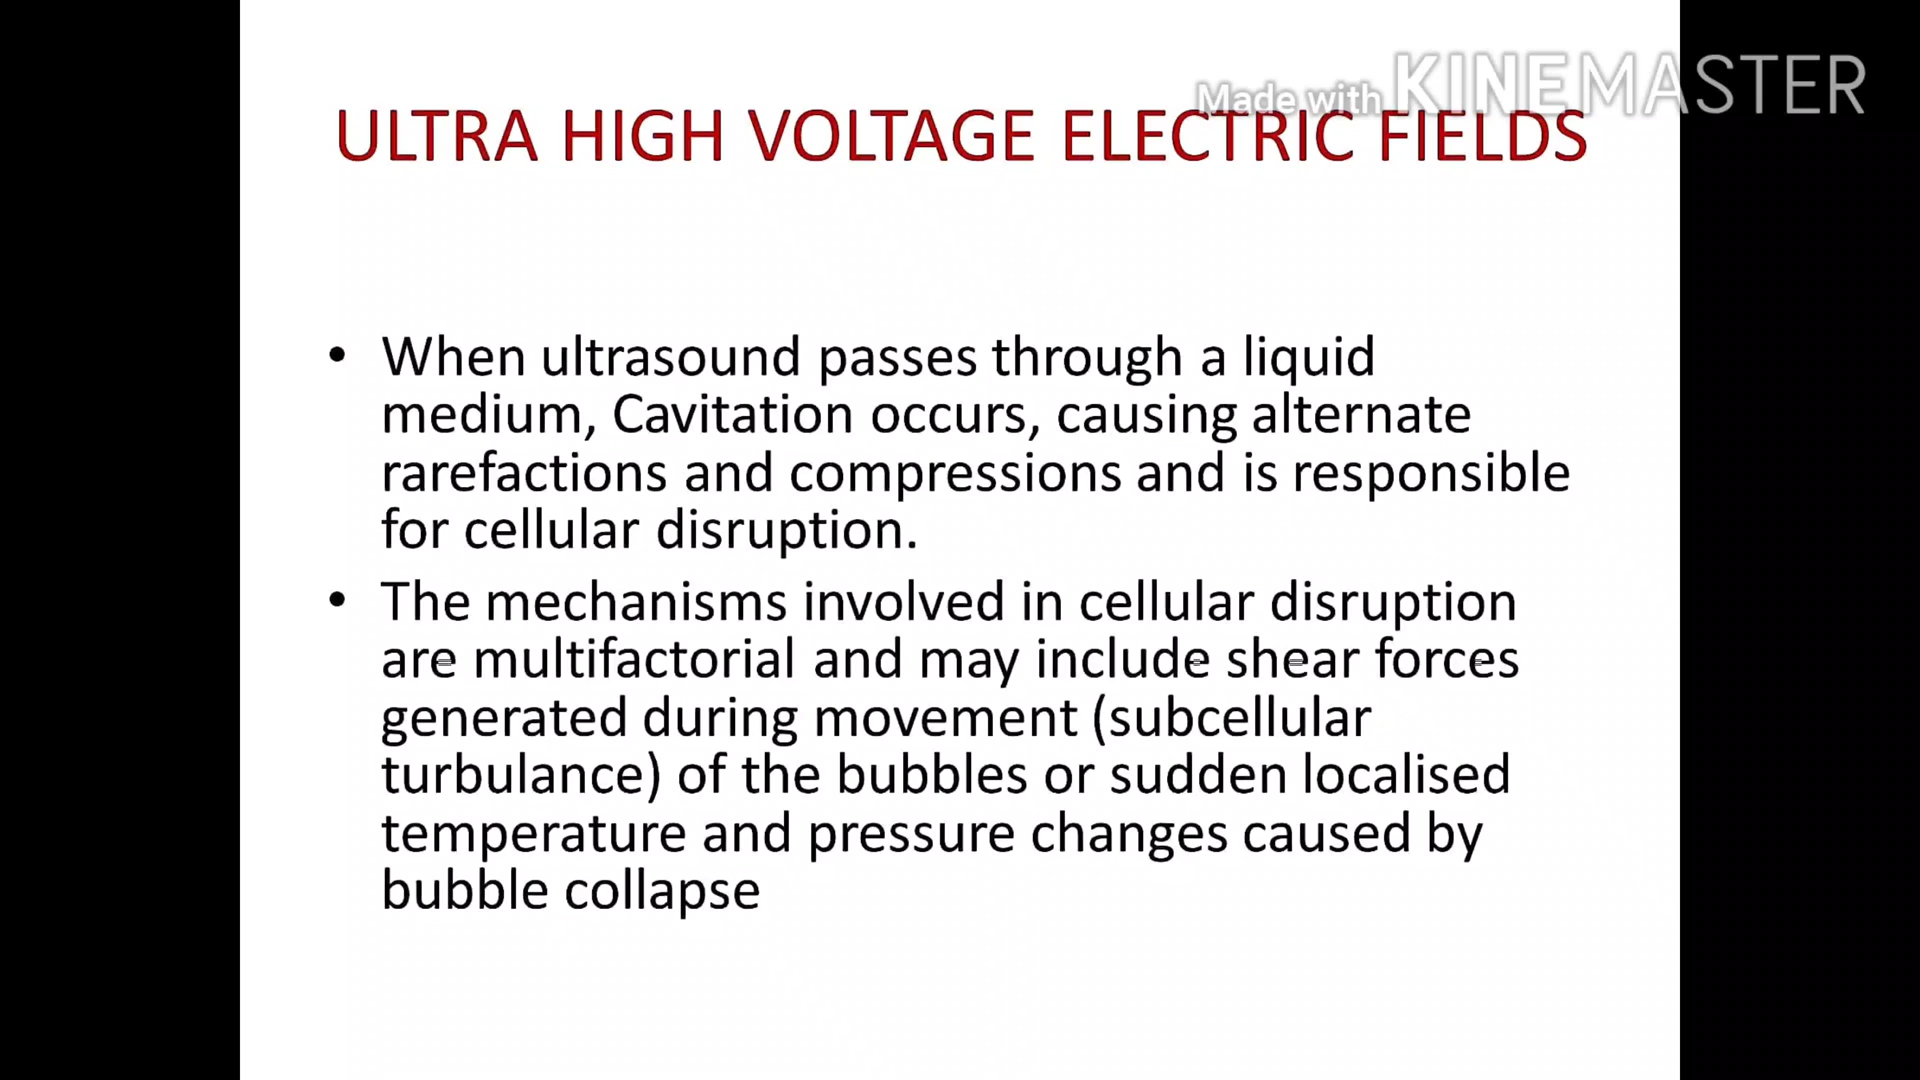 Made with KINEMASTER
ULTRA HIGH VOLTAGE ELECTRIC FIELDS
• When ultrasound passes through a liquid
medium, Cavitation occurs, causing alternate
rarefactions and compressions and is responsible
for cellular disruption.
• The mechanisms involved in cellular disruption
are multifactorial and may include shear forces
generated during movement (subcellular
turbulance) of the bubbles or sudden localised
temperature and pressure changes caused by
bubble collapse